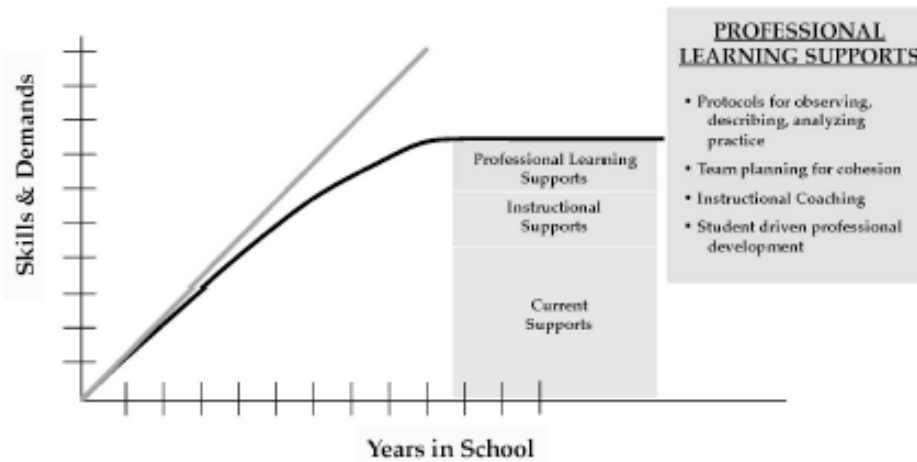 PROFESSIONAL
LEARNING SUPPORTS
• Protocols for observing,
describing, analyzing
practice
• Team planning for cohesion
• Instructional Coaching
• Student driven professional
development
Skills & Demands
Professional Learning
Supports
Instructional
Supports
Current
Supports
Years in School